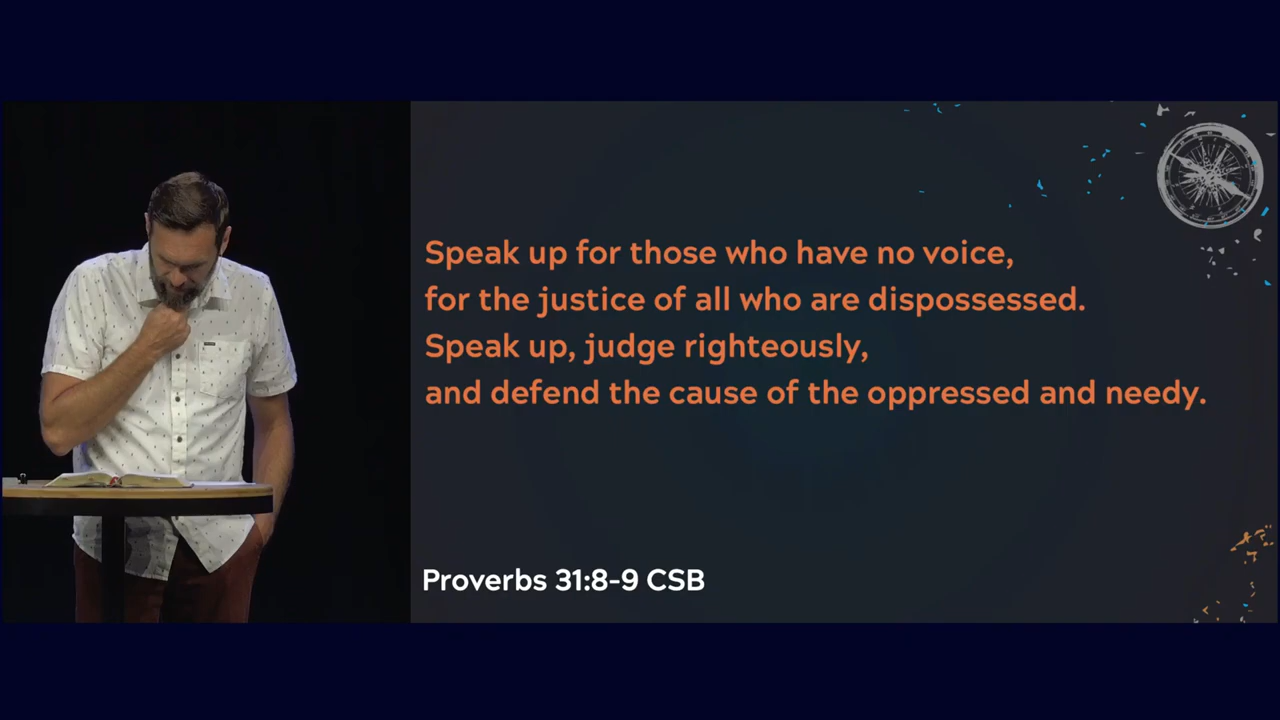 Speak up for those who have no voice,
for the justice of all who are dispossessed.
Speak up, judge righteously,
and defend the cause of the oppressed and needy.
Proverbs 31:8-9 CSB